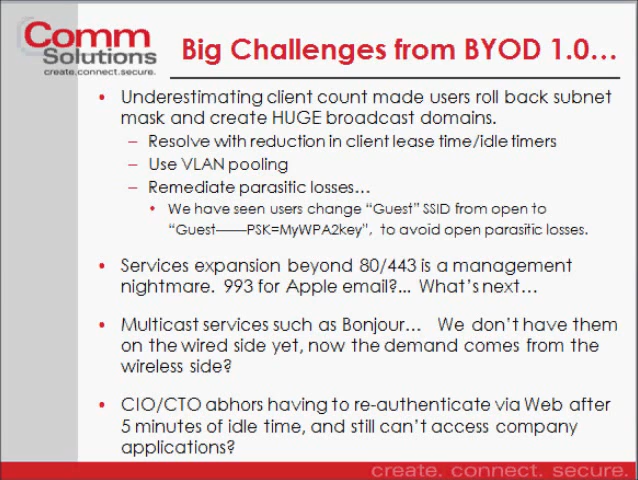 Comm
Solutions
create.connect.secure.
Big Challenges from BYOD 1.0...
• Underestimating client count made users roll back subnet
mask and create HUGE broadcast domains.
– Resolve with reduction in client lease time/idle timers
– Use VLAN pooling
– Remediate parasitic losses...
• We have seen users change “Guest” SSID from open to
“Guest——PSK=MyWPA2key”, to avoid open parasitic losses.
• Services expansion beyond 80/443 is a management
nightmare. 993 for Apple email?... What’s next...
• Multicast services such as Bonjour... We don’t have them
on the wired side yet, now the demand comes from the
wireless side?
• CIO/CTO abhors having to re-authenticate via Web after
5 minutes of idle time, and still can’t access company
applications?
create. connect. secure.